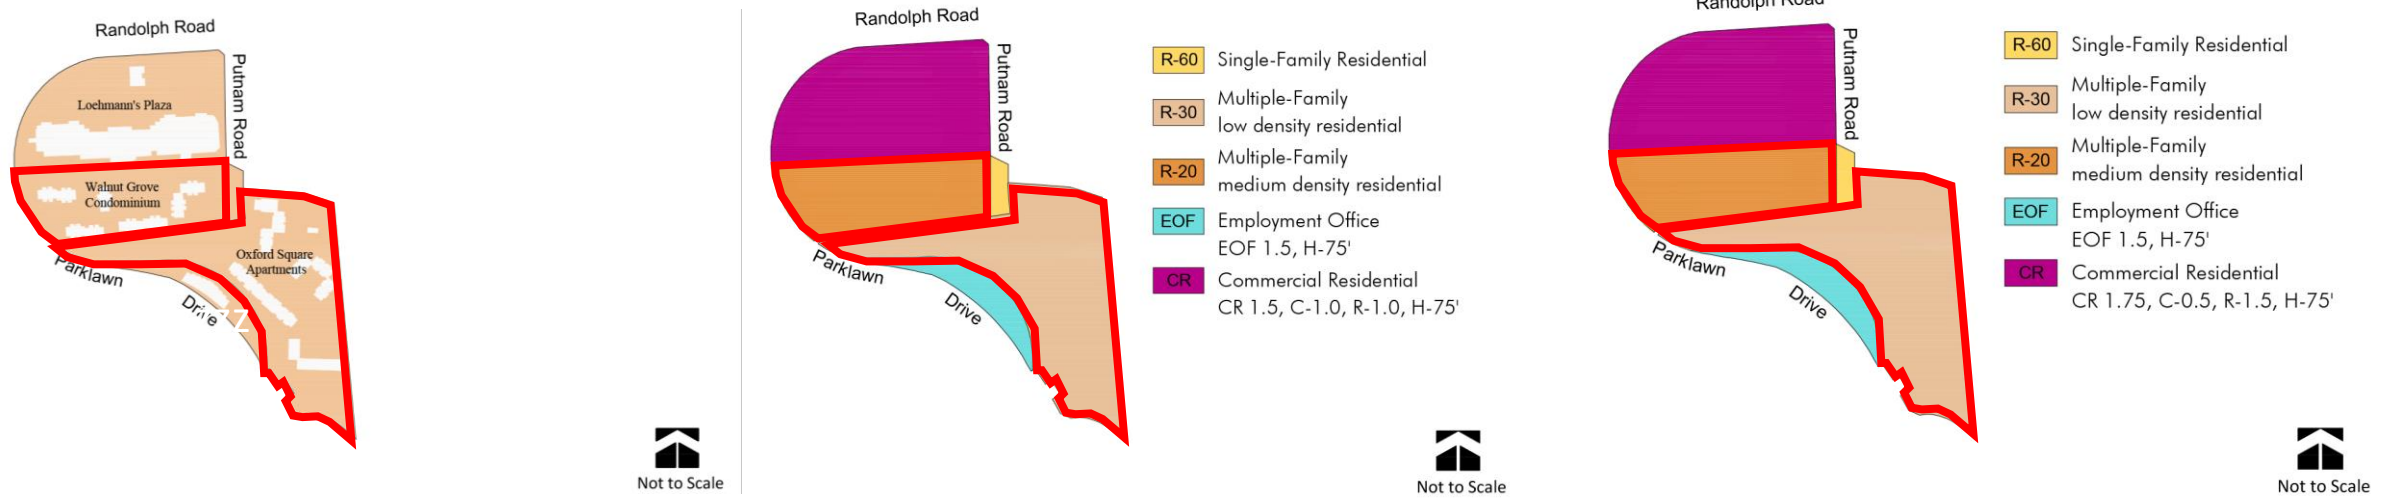 Randolph Road
Putnam Road
Loehmann's Plaza
Walnut Grove
Condominium
Oxford Square
Apartments
Parklawn
Drive
Not to Scale
Randolph Road
Putnam Road
Parklawn
Drive
R-60 Single-Family Residential
R-30 Multiple-Family
low density residential
R-20 Multiple-Family
medium density residential
EOF Employment Office
EOF 1.5, H-75'
CR Commercial Residential
CR 1.5, C-1.0, R-1.0, H-75'
Not to Scale
Randolph Road
Putnam Road
Parklawn
Drive
R-60 Single-Family Residential
R-30 Multiple-Family
low density residential
R-20 Multiple-Family
medium density residential
EOF Employment Office
EOF 1.5, H-75'
CR Commercial Residential
CR 1.75, C-0.5, R-1.5, H-75'
Not to Scale